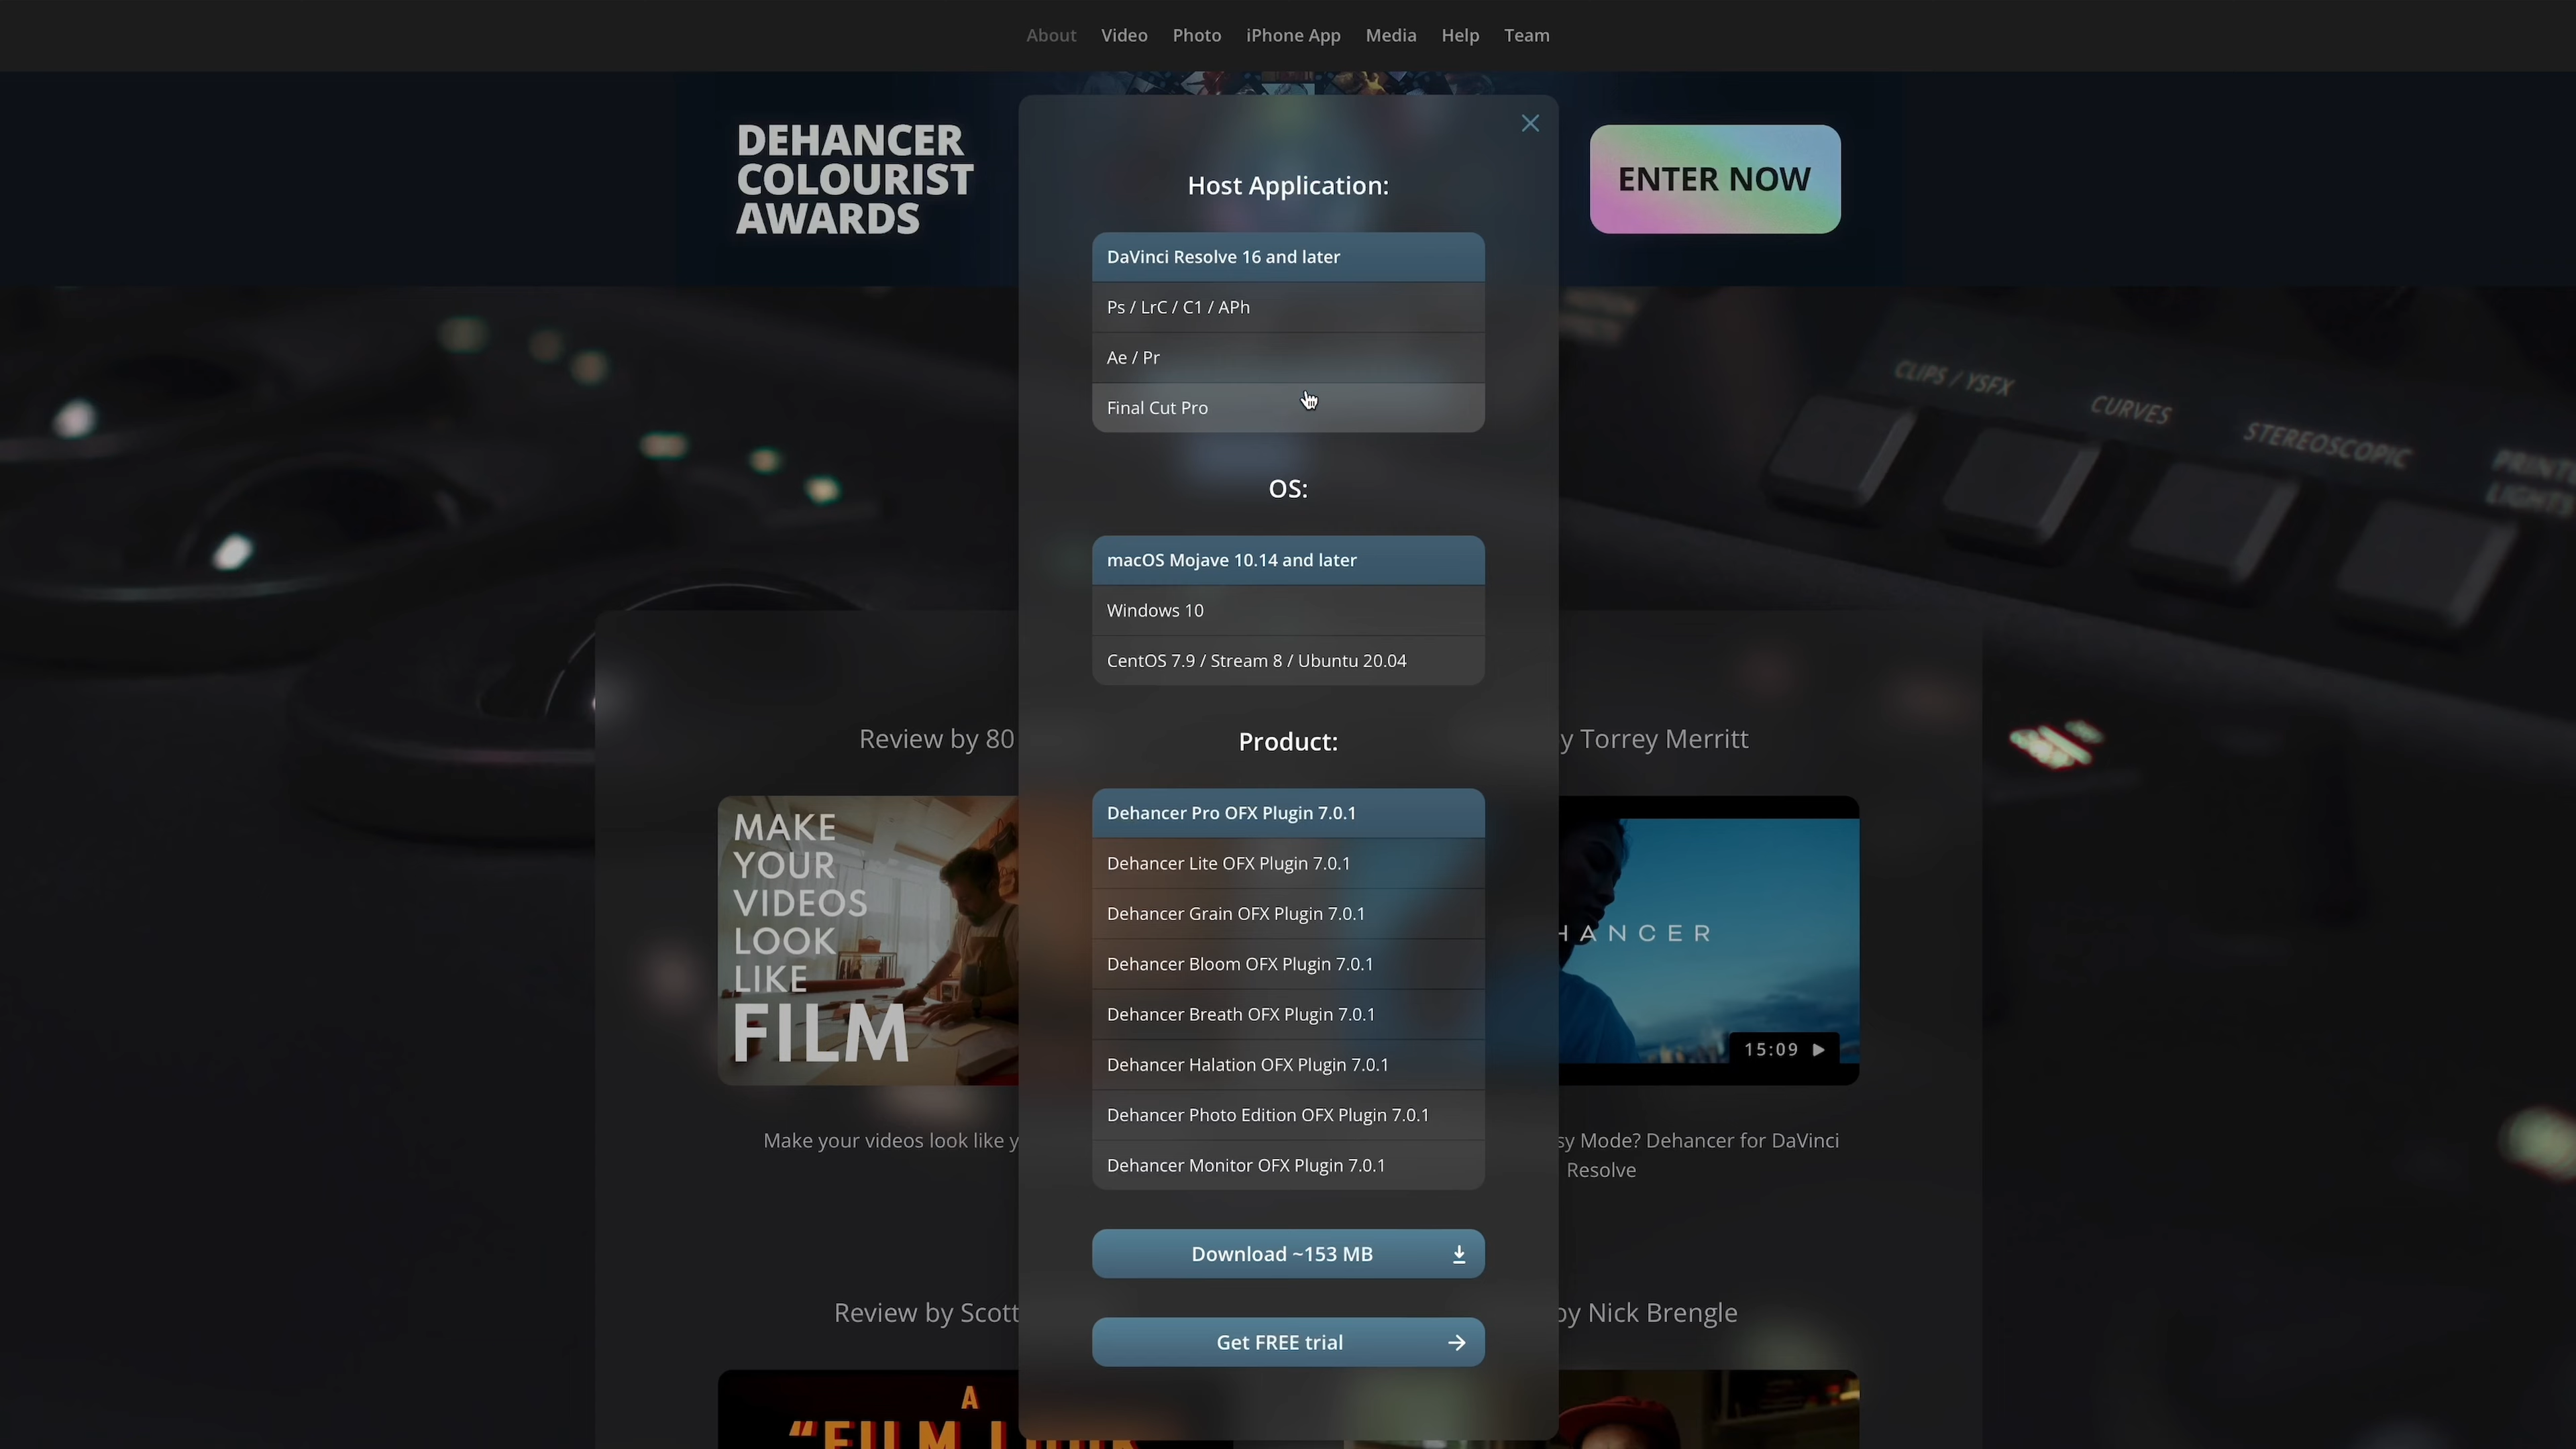 About Video Photo iPhone App Media Help Team
DEHANCER
COLOURIST
AWARDS
ENTER NOW
Host Application:
DaVinci Resolve 16 and later
Ps / LrC / C1 / APh
Ae / Pr
Final Cut Pro
OS:
macOS Mojave 10.14 and later
Windows 10
CentOS 7.9 / Stream 8 / Ubuntu 20.04
Product:
Dehancer Pro OFX Plugin 7.0.1
Dehancer Lite OFX Plugin 7.0.1
Dehancer Grain OFX Plugin 7.0.1
Dehancer Bloom OFX Plugin 7.0.1
Dehancer Breath OFX Plugin 7.0.1
Dehancer Halation OFX Plugin 7.0.1
Dehancer Photo Edition OFX Plugin 7.0.1
Dehancer Monitor OFX Plugin 7.0.1
Download ~153 MB
Get FREE trial
CLIPS / YSFX
CURVES
STEREOSCOPIC
LIGHTS
Review by 80
y Torrey Merritt
MAKE
YOUR
VIDEOS
LOOK
LIKE
FILM
HANCER
15:09
Make your videos look like y
sy Mode? Dehancer for DaVinci
Resolve
Review by Scott
by Nick Brengle
A
"FILM LOOK